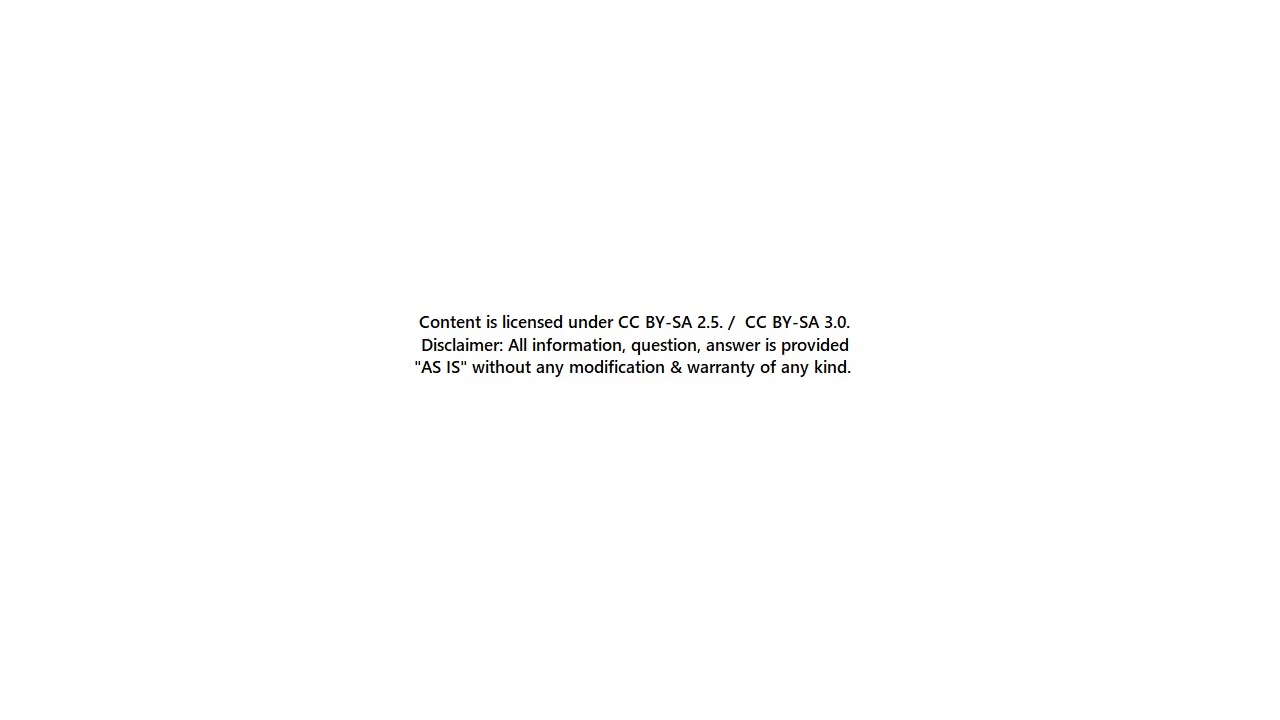 Content is licensed under CC BY-SA 2.5. /  CC BY-SA 3.0.
Disclaimer: All information, question, answer is provided
"AS IS" without any modification & warranty of any kind.